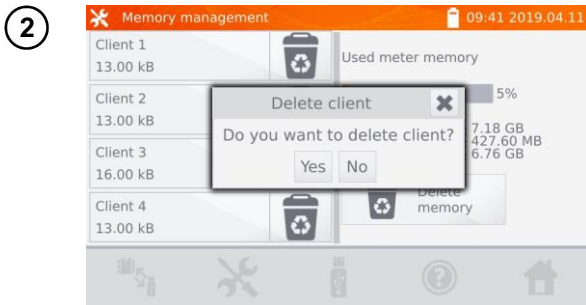 2
Memory management
09:41 2019.04.11
Client 1
13.00 kB
Client 2
13.00 kB
Client 3
16.00 kB
Client 4
13.00 kB
Used meter memory
5%
7.18 GB
427.60 MB
6.76 GB
Delete
memory
Delete client
Do you want to delete client?
Yes No